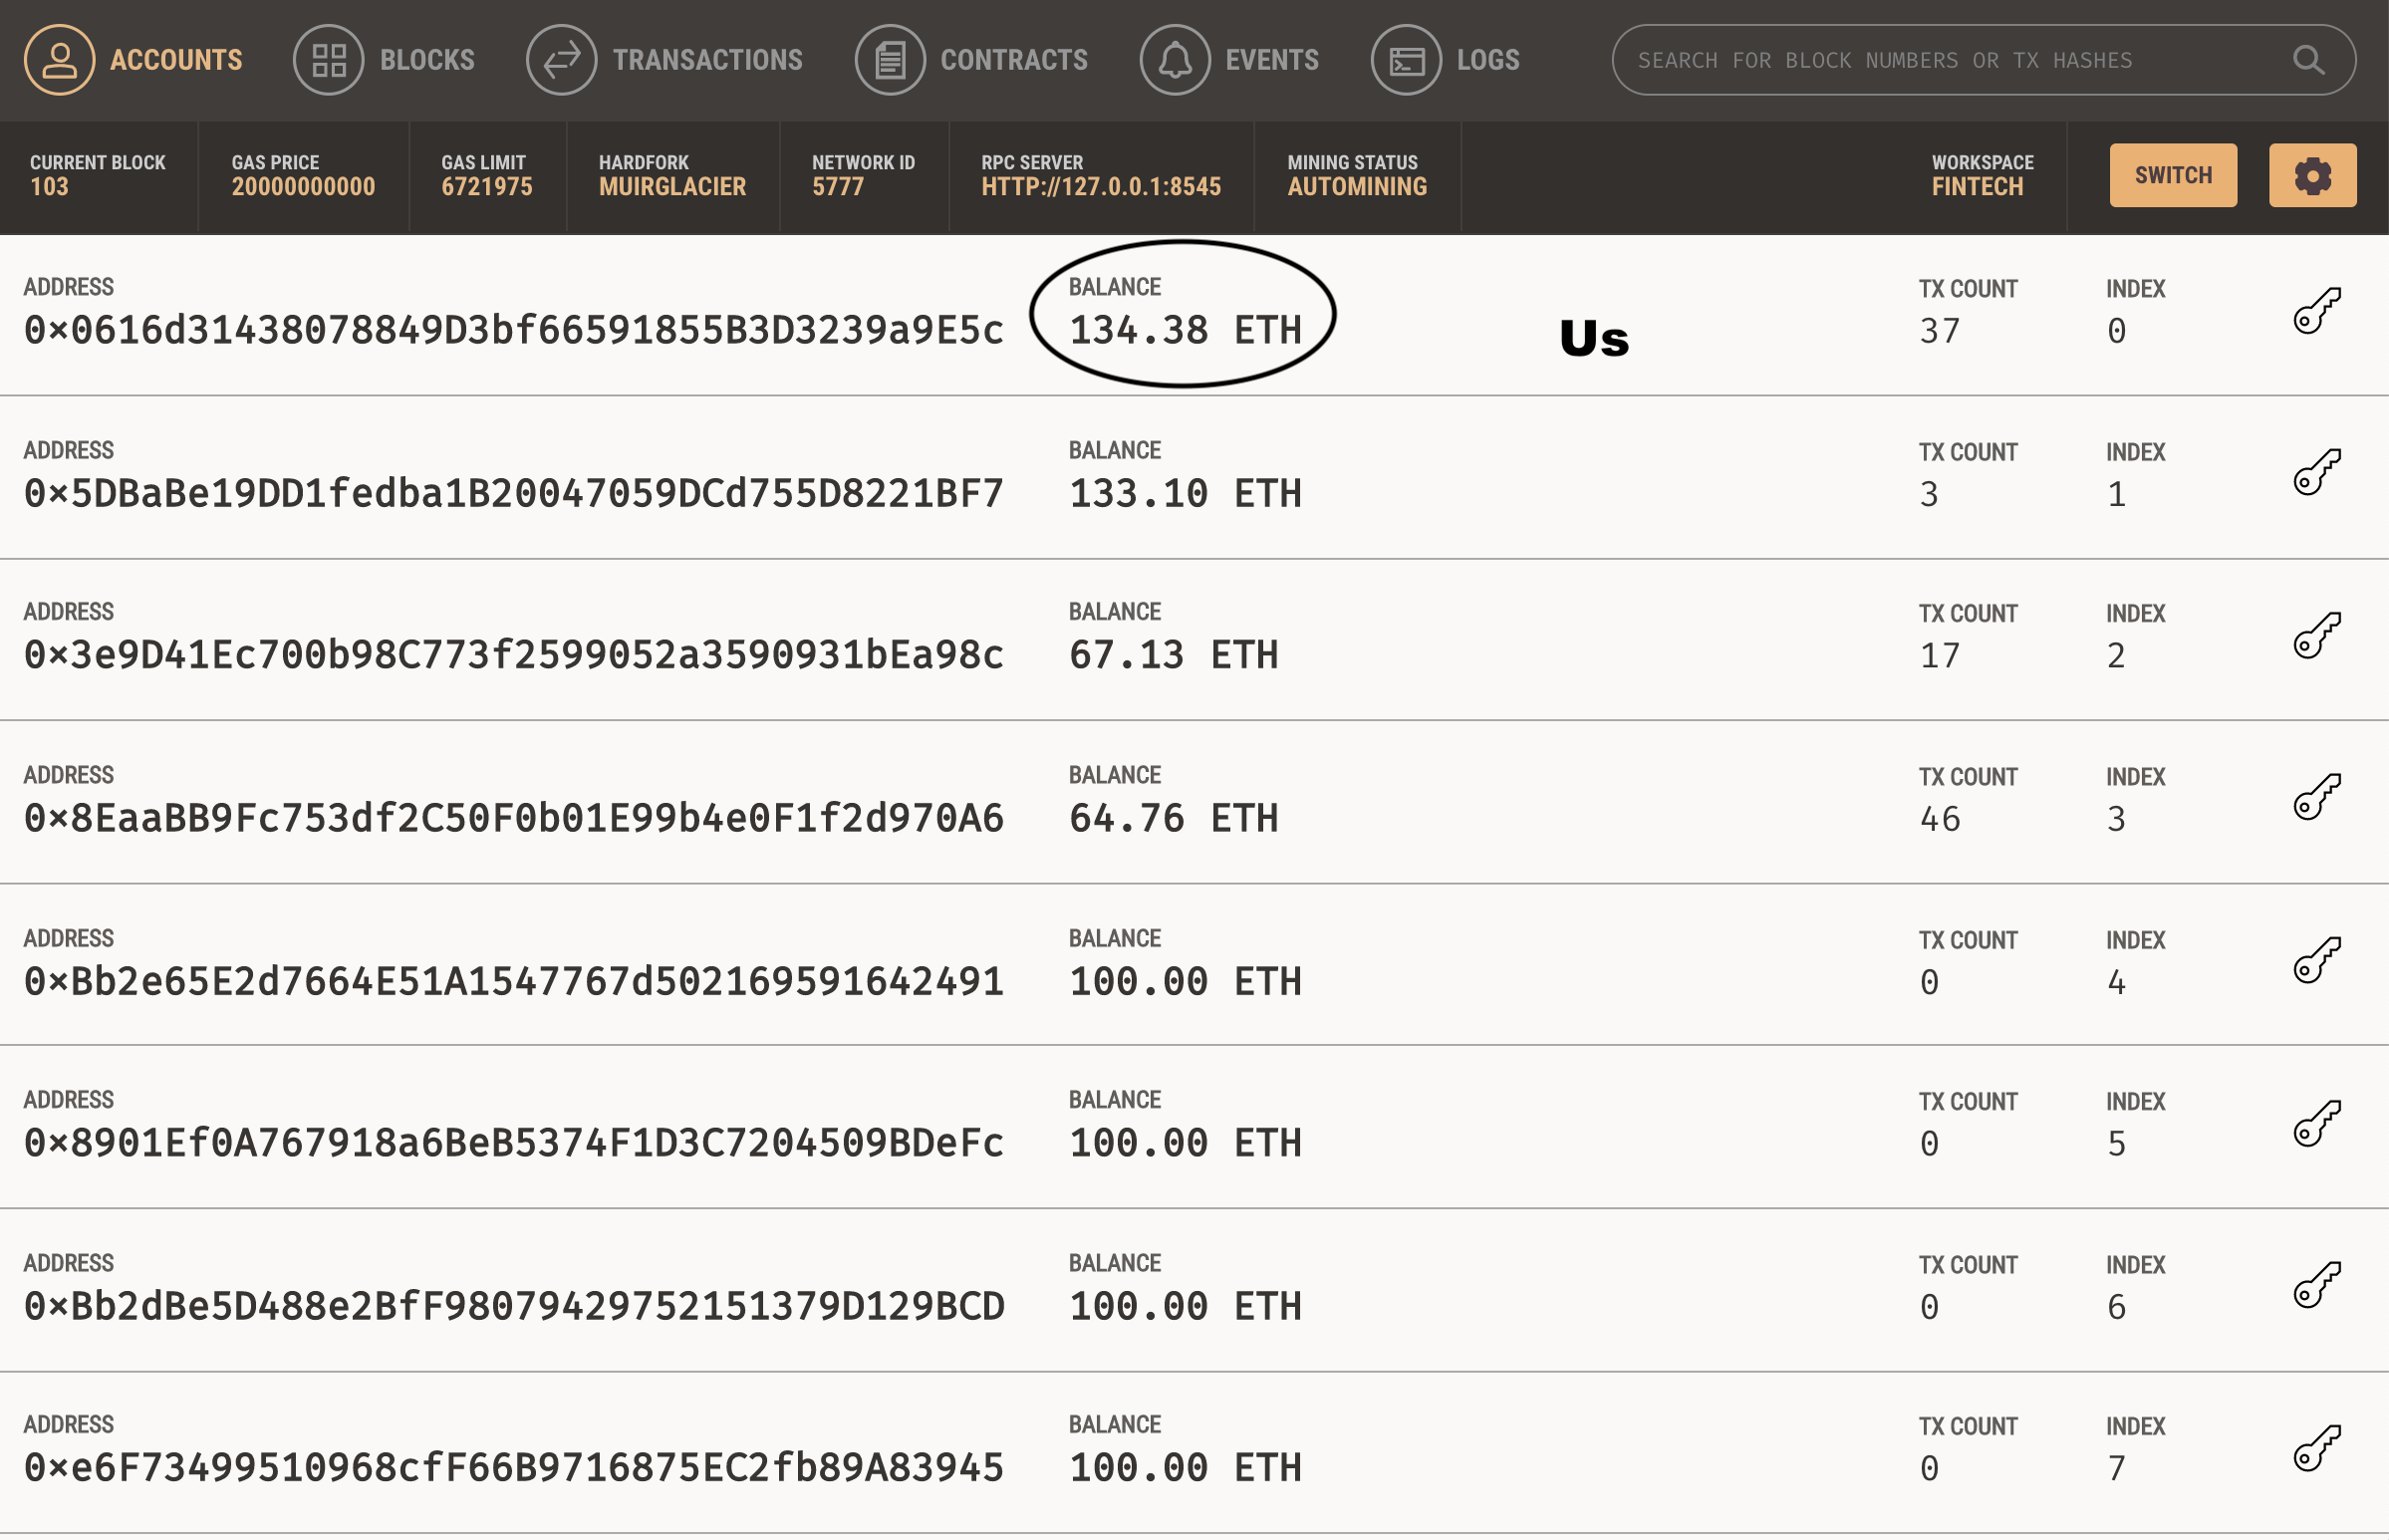 ACCOUNTS BLOCKS TRANSACTIONS CONTRACTS EVENTS LOGS SEARCH FOR BLOCK NUMBERS OR TX HASHES
CURRENT BLOCK GAS PRICE GAS LIMIT HARDFORK NETWORK ID RPC SERVER MINING STATUS WORKSPACE
103 20000000000 6721975 MUIRGLACIER 5777 HTTP://127.0.0.1:8545 AUTOMINING FINTECH SWITCH
ADDRESS BALANCE TX COUNT INDEX
0×0616d31438078849D3bf66591855B3D3239a9E5c 134.38 ETH Us 37 0
ADDRESS BALANCE TX COUNT INDEX
0×5DBaBe19DD1fedba1B20047059DCd755D8221BF7 133.10 ETH 3 1
ADDRESS BALANCE TX COUNT INDEX
0×3e9D41Ec700b98C773f2599052a3590931bEa98c 67.13 ETH 17 2
ADDRESS BALANCE TX COUNT INDEX
0×8EaaBB9Fc753df2C50F0b01E99b4e0F1f2d970A6 64.76 ETH 46 3
ADDRESS BALANCE TX COUNT INDEX
0×Bb2e65E2d7664E51A1547767d502169591642491 100.00 ETH 0 4
ADDRESS BALANCE TX COUNT INDEX
0×8901Ef0A767918a6BeB5374F1D3C7204509BDeFc 100.00 ETH 0 5
ADDRESS BALANCE TX COUNT INDEX
0×Bb2dBe5D488e2BfF98079429752151379D129BCD 100.00 ETH 0 6
ADDRESS BALANCE TX COUNT INDEX
0×e6F73499510968cfF66B9716875EC2fb89A83945 100.00 ETH 0 7